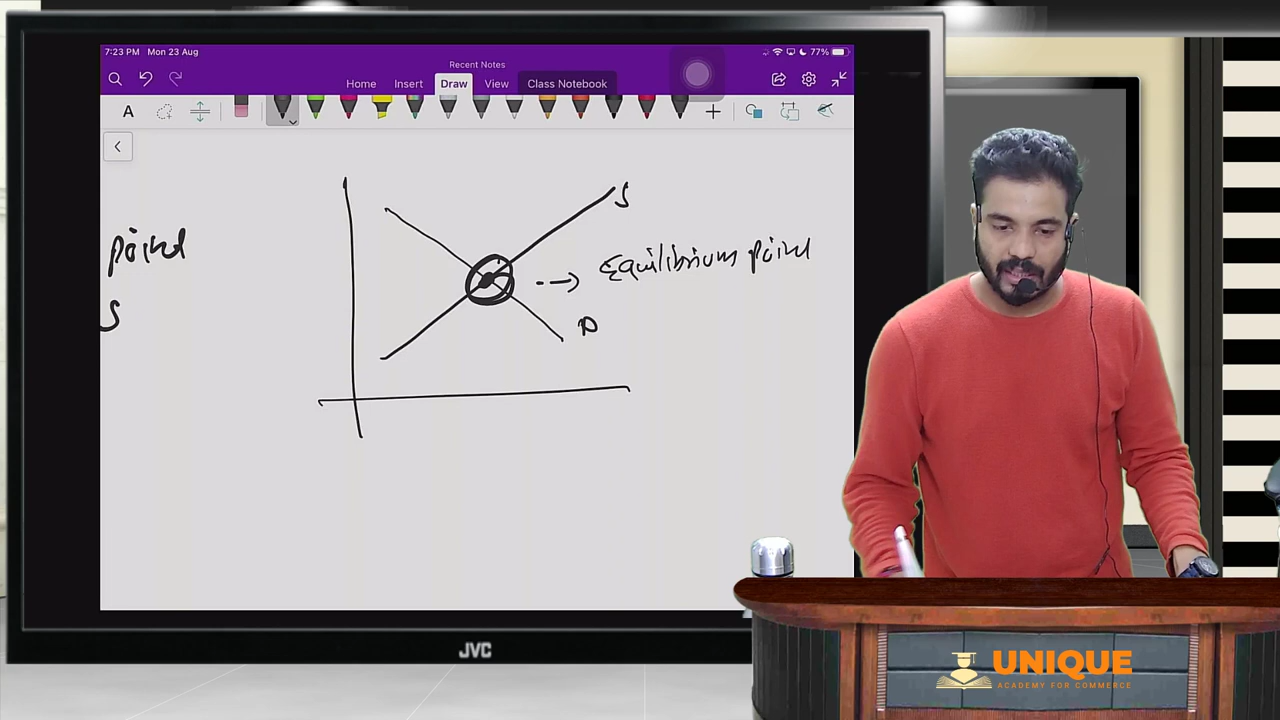 7:23 PM Mon 23 Aug
77%
Recent Notes
Home Insert Draw View Class Notebook
A
S
point
Equilibrium point
S
D
JVC
UNIQUE
ACADEMY FOR COMMERCE